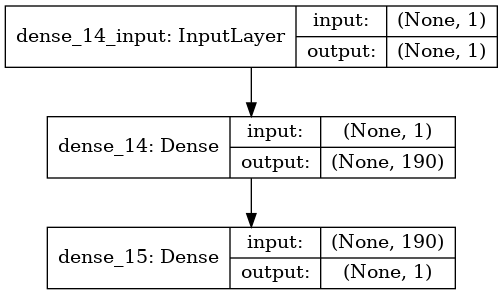 dense_14_input: InputLayer
input:
(None, 1)
output:
(None, 1)
dense_14: Dense
input:
(None, 1)
output:
(None, 190)
dense_15: Dense
input:
(None, 190)
output:
(None, 1)